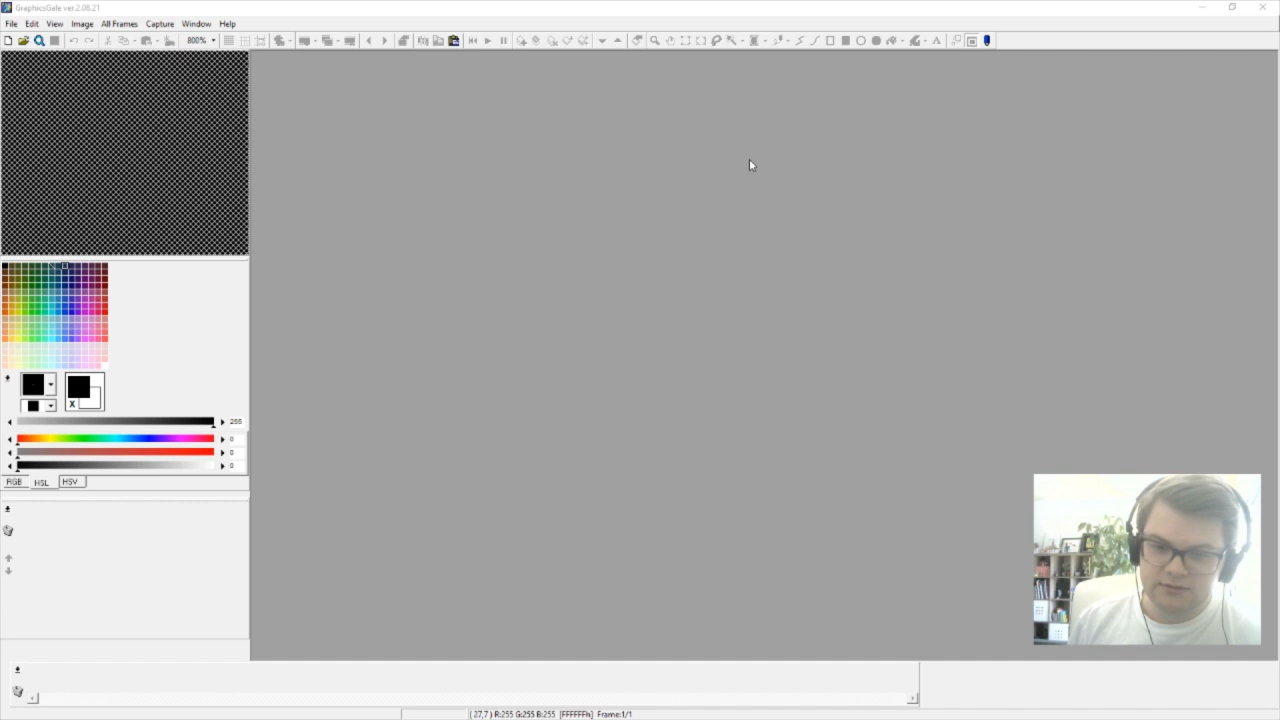 GraphicsGale ver.2.08.21
File Edit View Image All Frames Capture Window Help
800%
X
255
0
0
0
RGB HSL HSV
( 27,7 ) R:255 G:255 B:255 [FFFFFFh] Frame:1/1